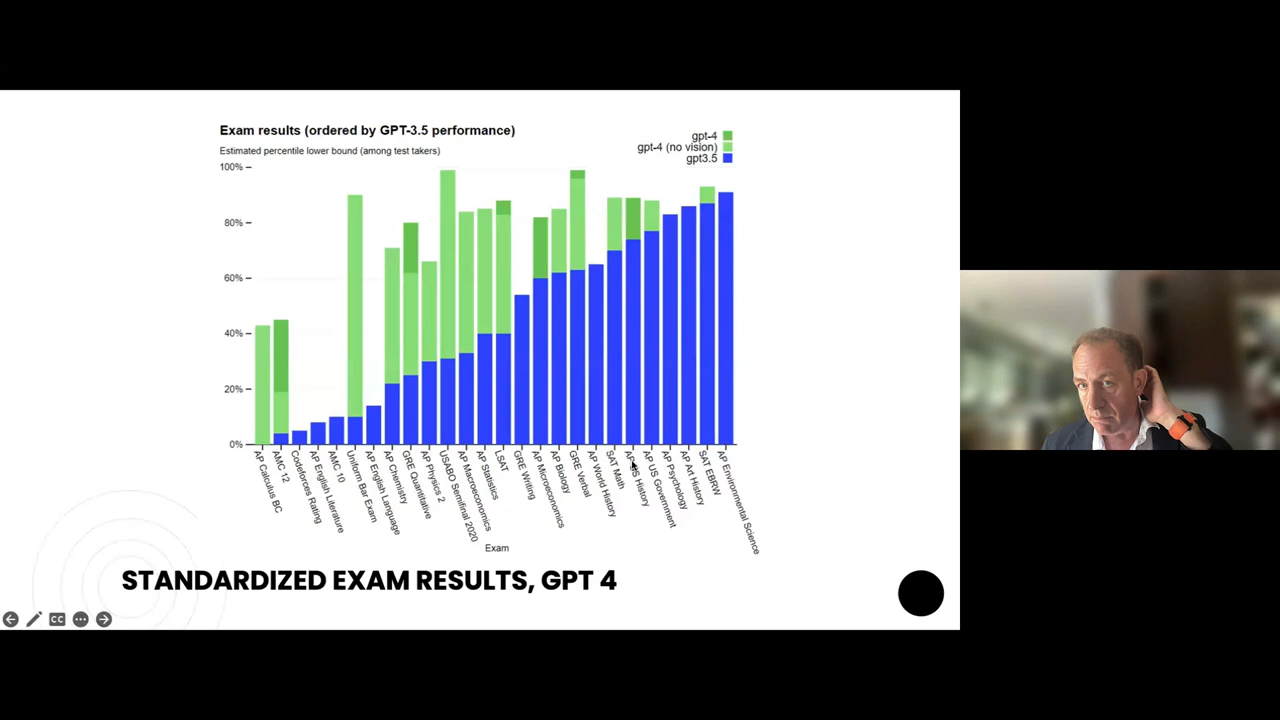 Exam results (ordered by GPT-3.5 performance)
Estimated percentile lower bound (among test takers)
gpt-4
gpt-4 (no vision)
gpt3.5
100%
80%
60%
40%
20%
0%
AP Calculus BC
AMC 12
Codeforces Rating
AP English Literature
AMC 10
Uniform Bar Exam
AP English Language
AP Chemistry
GRE Quantitative
AP Physics 2
USABO Semifinal 2020
AP Macroeconomics
AP Statistics
LSAT
GRE Writing
AP Microeconomics
AP Biology
GRE Verbal
AP World History
SAT Math
AP US History
AP US Government
AP Psychology
AP Art History
SAT EBRW
AP Environmental Science
Exam
STANDARDIZED EXAM RESULTS, GPT 4
CC